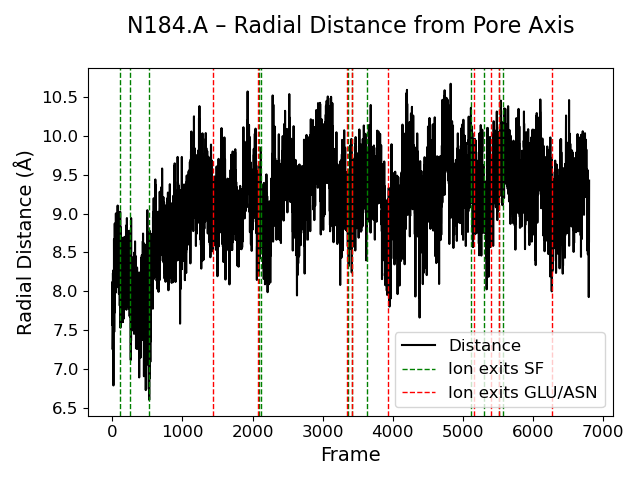 N184.A – Radial Distance from Pore Axis
Radial Distance (Å)
10.5
10.0
9.5
9.0
8.5
8.0
7.5
7.0
6.5
Distance
Ion exits SF
Ion exits GLU/ASN
0
1000
2000
3000
4000
5000
6000
7000
Frame